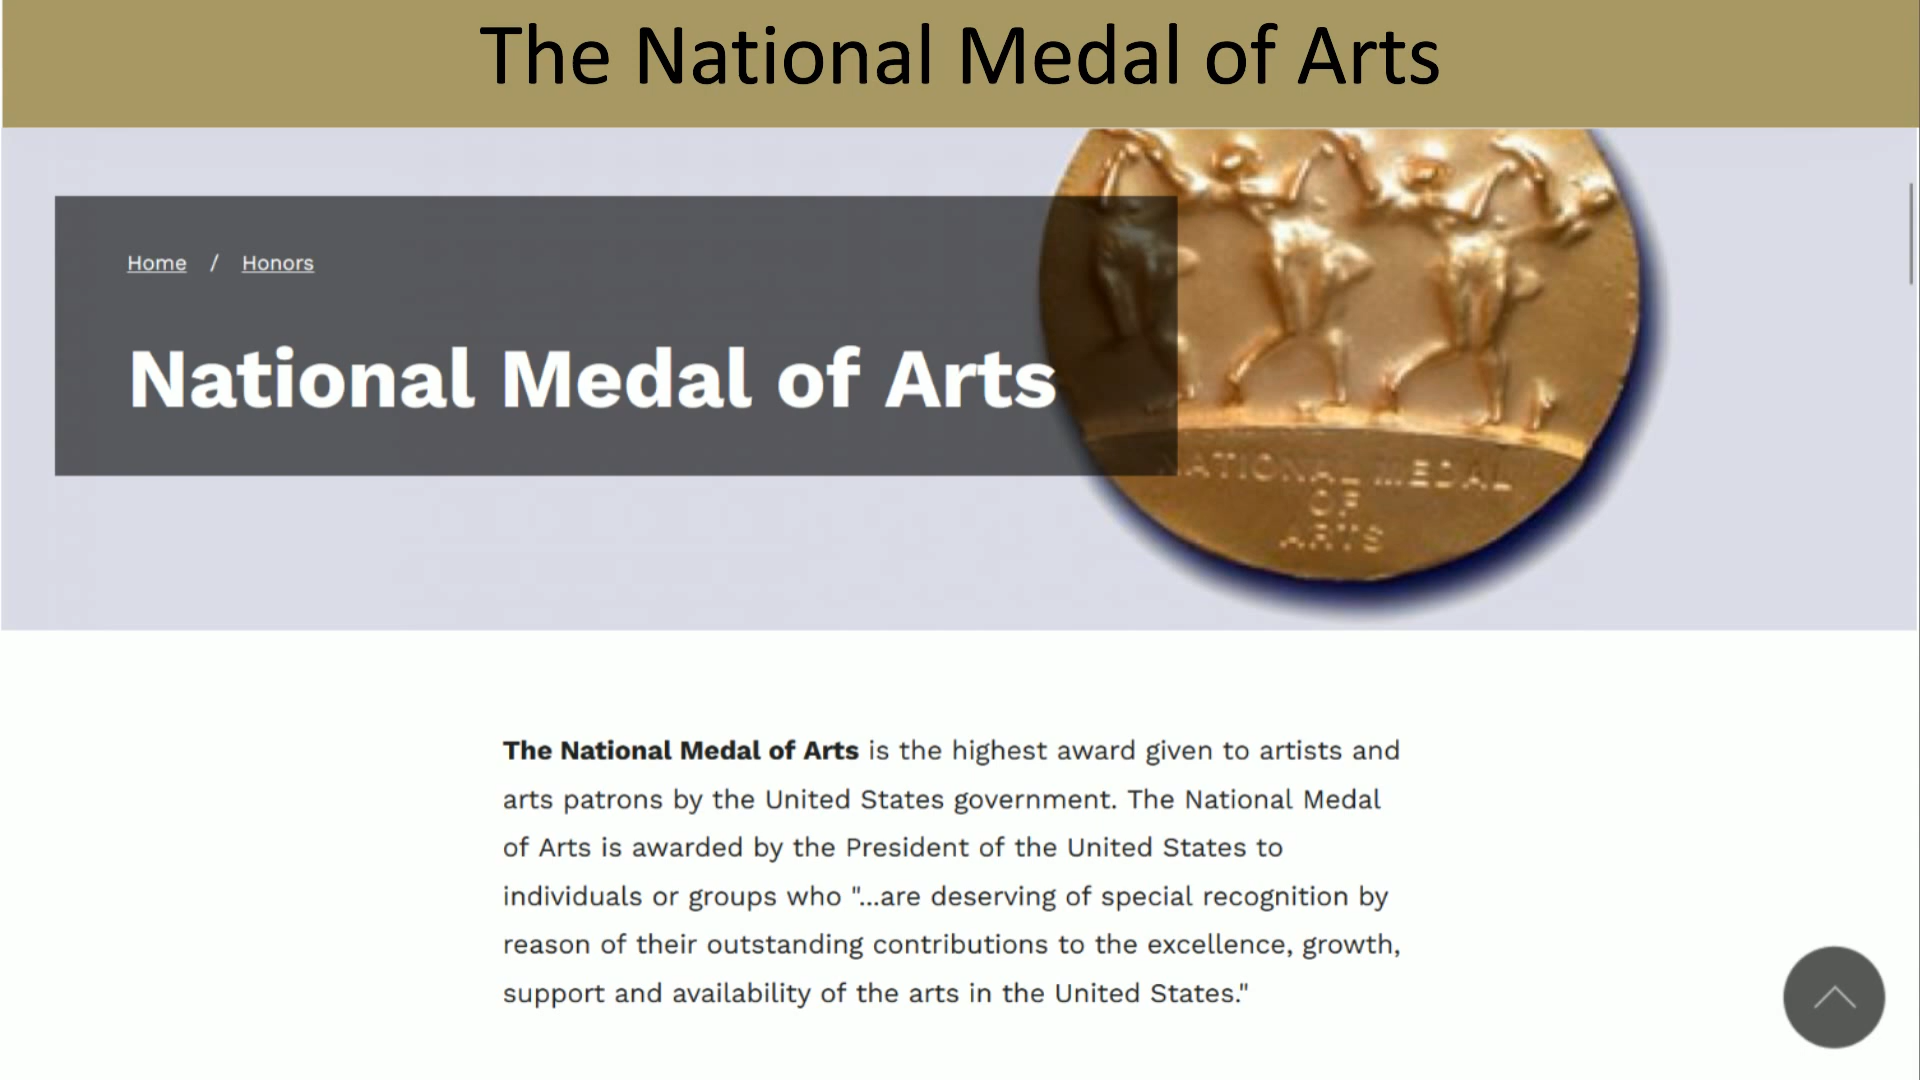 The National Medal of Arts
Home / Honors
National Medal of Arts
NATIONAL MEDAL
OF
ARTS
The National Medal of Arts is the highest award given to artists and
arts patrons by the United States government. The National Medal
of Arts is awarded by the President of the United States to
individuals or groups who "...are deserving of special recognition by
reason of their outstanding contributions to the excellence, growth,
support and availability of the arts in the United States."